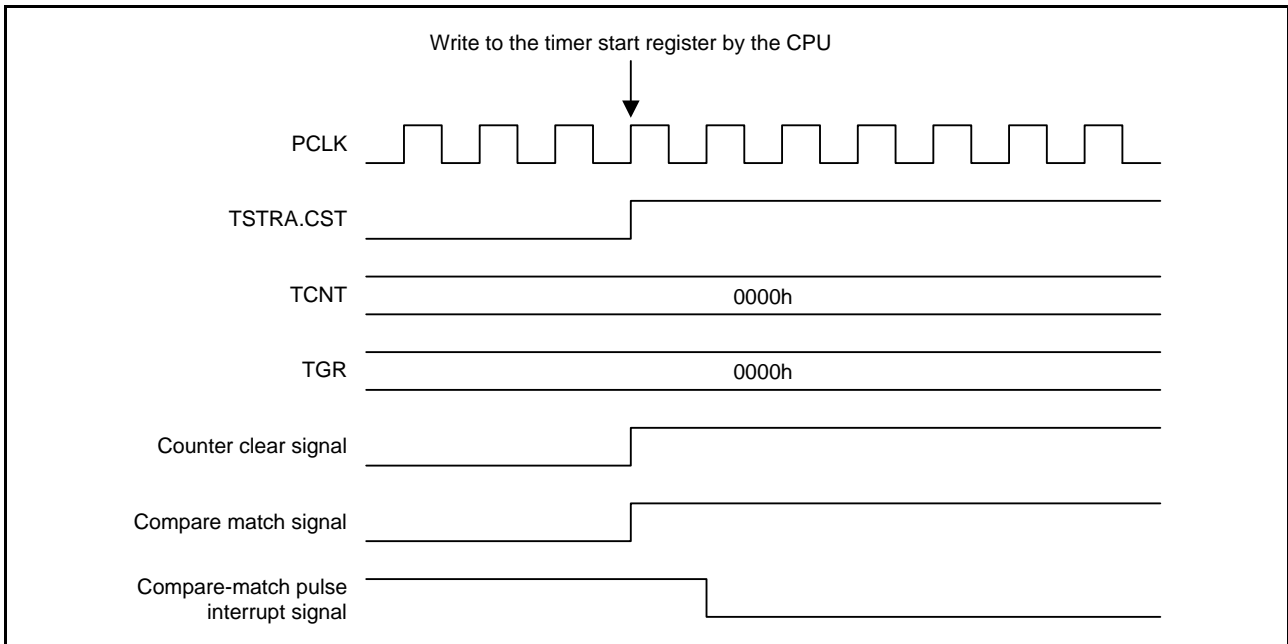 Write to the timer start register by the CPU
PCLK
TSTRA.CST
TCNT
0000h
TGR
0000h
Counter clear signal
Compare match signal
Compare-match pulse
interrupt signal